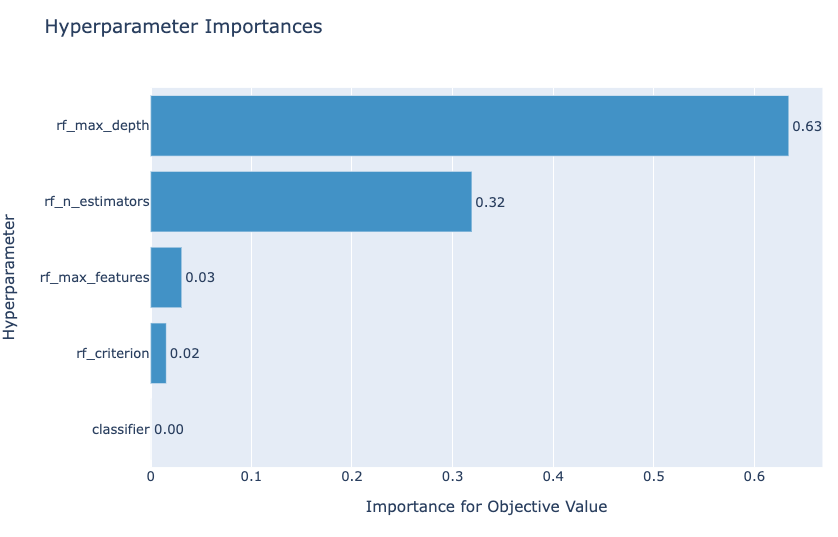 Hyperparameter Importances
Hyperparameter
rf_max_depth
0.63
rf_n_estimators
0.32
rf_max_features
0.03
rf_criterion
0.02
classifier
0.00
0
0.1
0.2
0.3
0.4
0.5
0.6
Importance for Objective Value